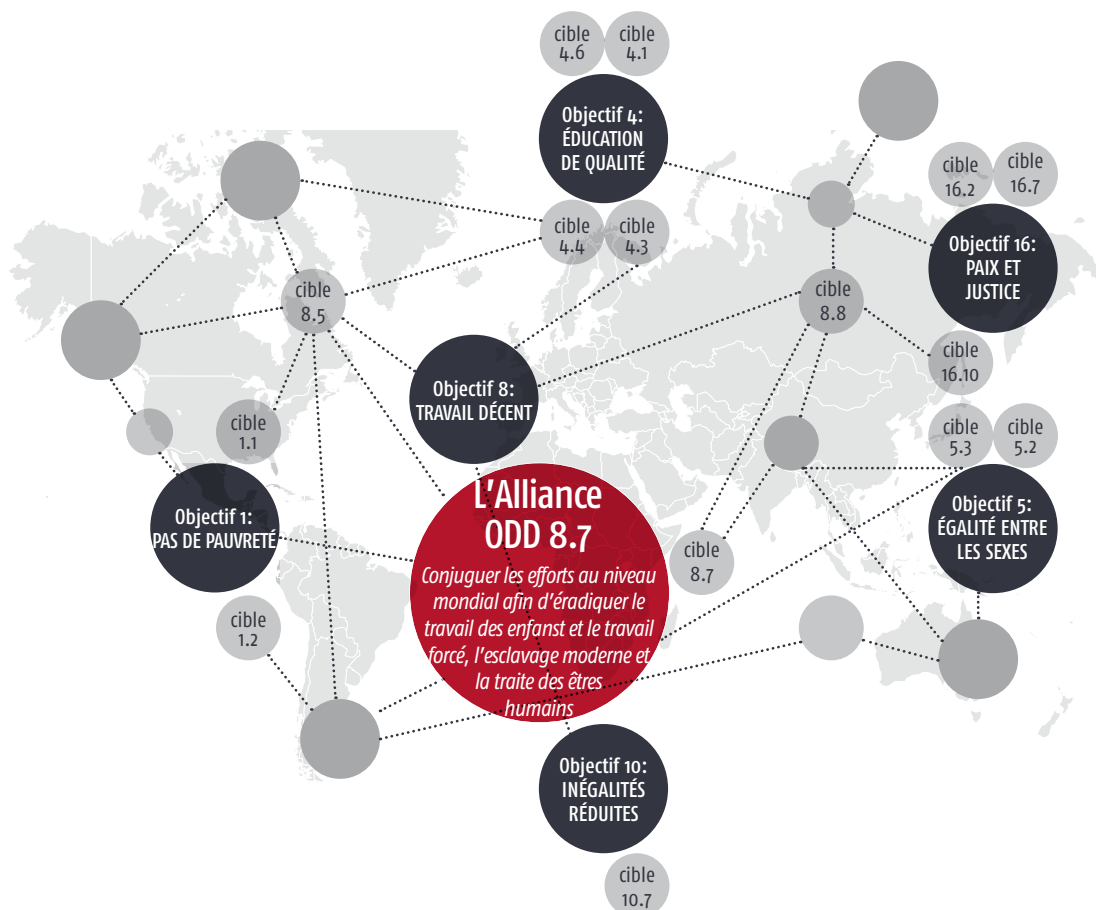 cible
4.6
cible
4.1
Objectif 4:
ÉDUCATION
DE QUALITÉ
cible
4.4
cible
4.3
cible
16.2
cible
16.7
Objectif 16:
PAIX ET
JUSTICE
cible
16.10
cible
8.5
cible
8.8
Objectif 8:
TRAVAIL DÉCENT
cible
1.1
Objectif 1:
PAS DE PAUVRETÉ
cible
1.2
cible
5.3
cible
5.2
Objectif 5:
ÉGALITÉ ENTRE
LES SEXES
L'Alliance
ODD 8.7
Conjuguer les efforts au niveau
mondial afin d'éradiquer le
travail des enfanst et le travail
forcé, l'esclavage moderne et
la traite des êtres
humains
cible
8.7
Objectif 10:
INÉGALITÉS
RÉDUITES
cible
10.7